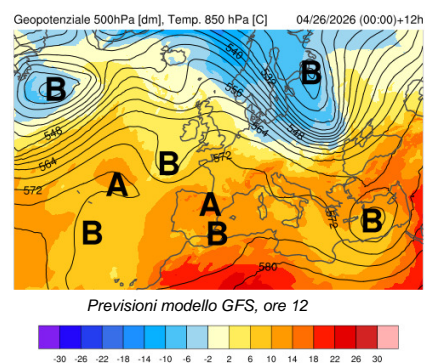 Geopotenziale 500hPa [dm], Temp. 850 hPa [C] 04/26/2026 (00:00)+12h
540
B
B
532
556
548
564
548
B
572
564
572
A
A
B
B
B
572
580
Previsioni modello GFS, ore 12
-30 -26 -22 -18 -14 -10 -6 -2 2 6 10 14 18 22 26 30